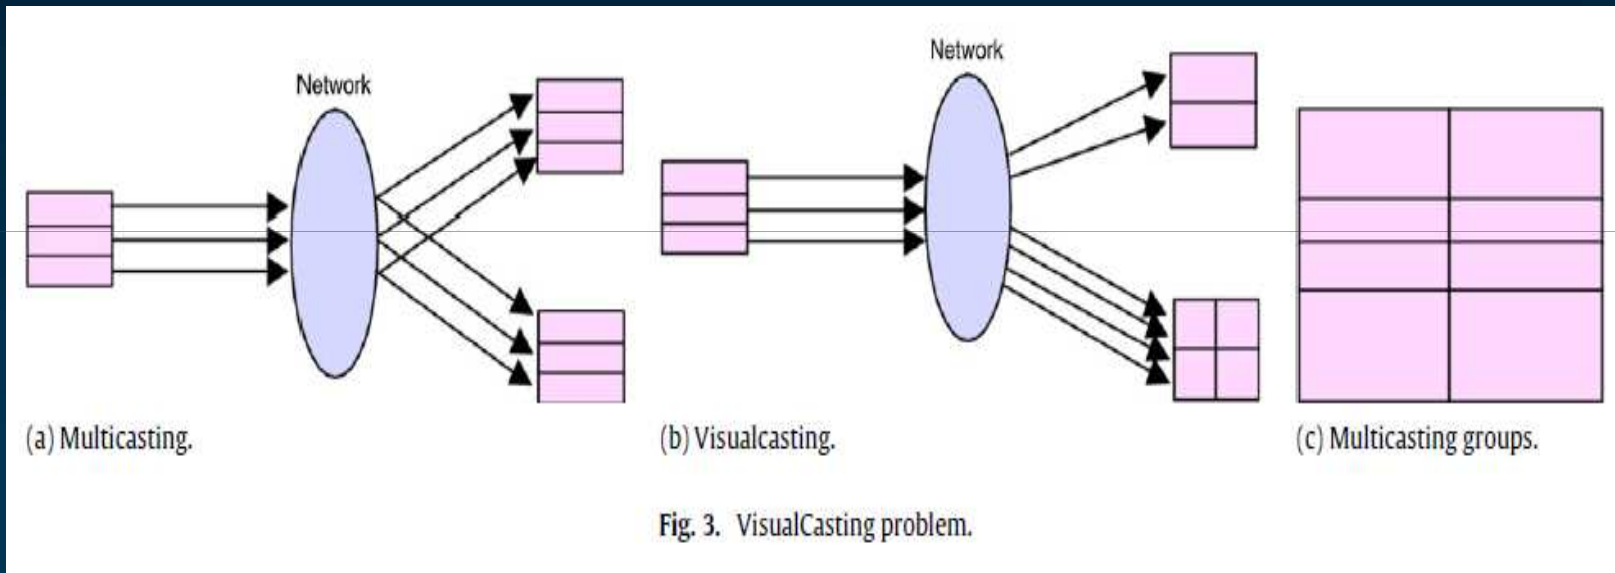 Network
Network
(a) Multicasting.
(b) Visualcasting.
(c) Multicasting groups.
Fig. 3. VisualCasting problem.